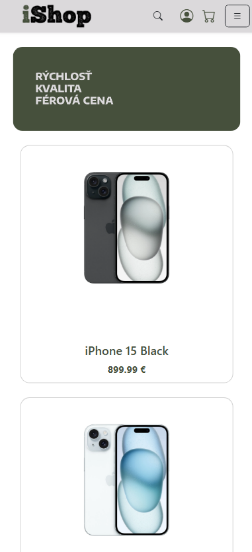 iShop
RÝCHLOSŤ
KVALITA
FÉROVÁ CENA
iPhone 15 Black
899.99 €